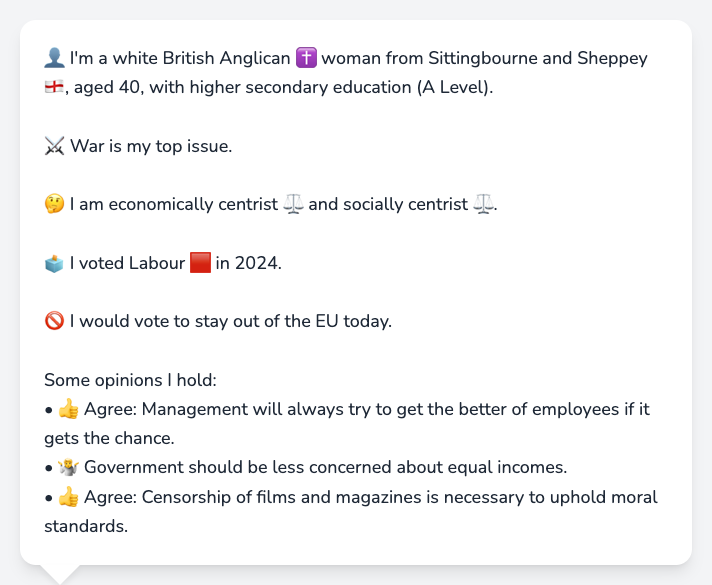 👤 I'm a white British Anglican ✝️ woman from Sittingbourne and Sheppey
🏴󠁧󠁢󠁥󠁮󠁧󠁿, aged 40, with higher secondary education (A Level).
⚔️ War is my top issue.
🤔 I am economically centrist ⚖️ and socially centrist ⚖️.
🗳️ I voted Labour 🟥 in 2024.
🚫 I would vote to stay out of the EU today.
Some opinions I hold:
• 👍 Agree: Management will always try to get the better of employees if it
gets the chance.
• 🤷 Government should be less concerned about equal incomes.
• 👍 Agree: Censorship of films and magazines is necessary to uphold moral
standards.